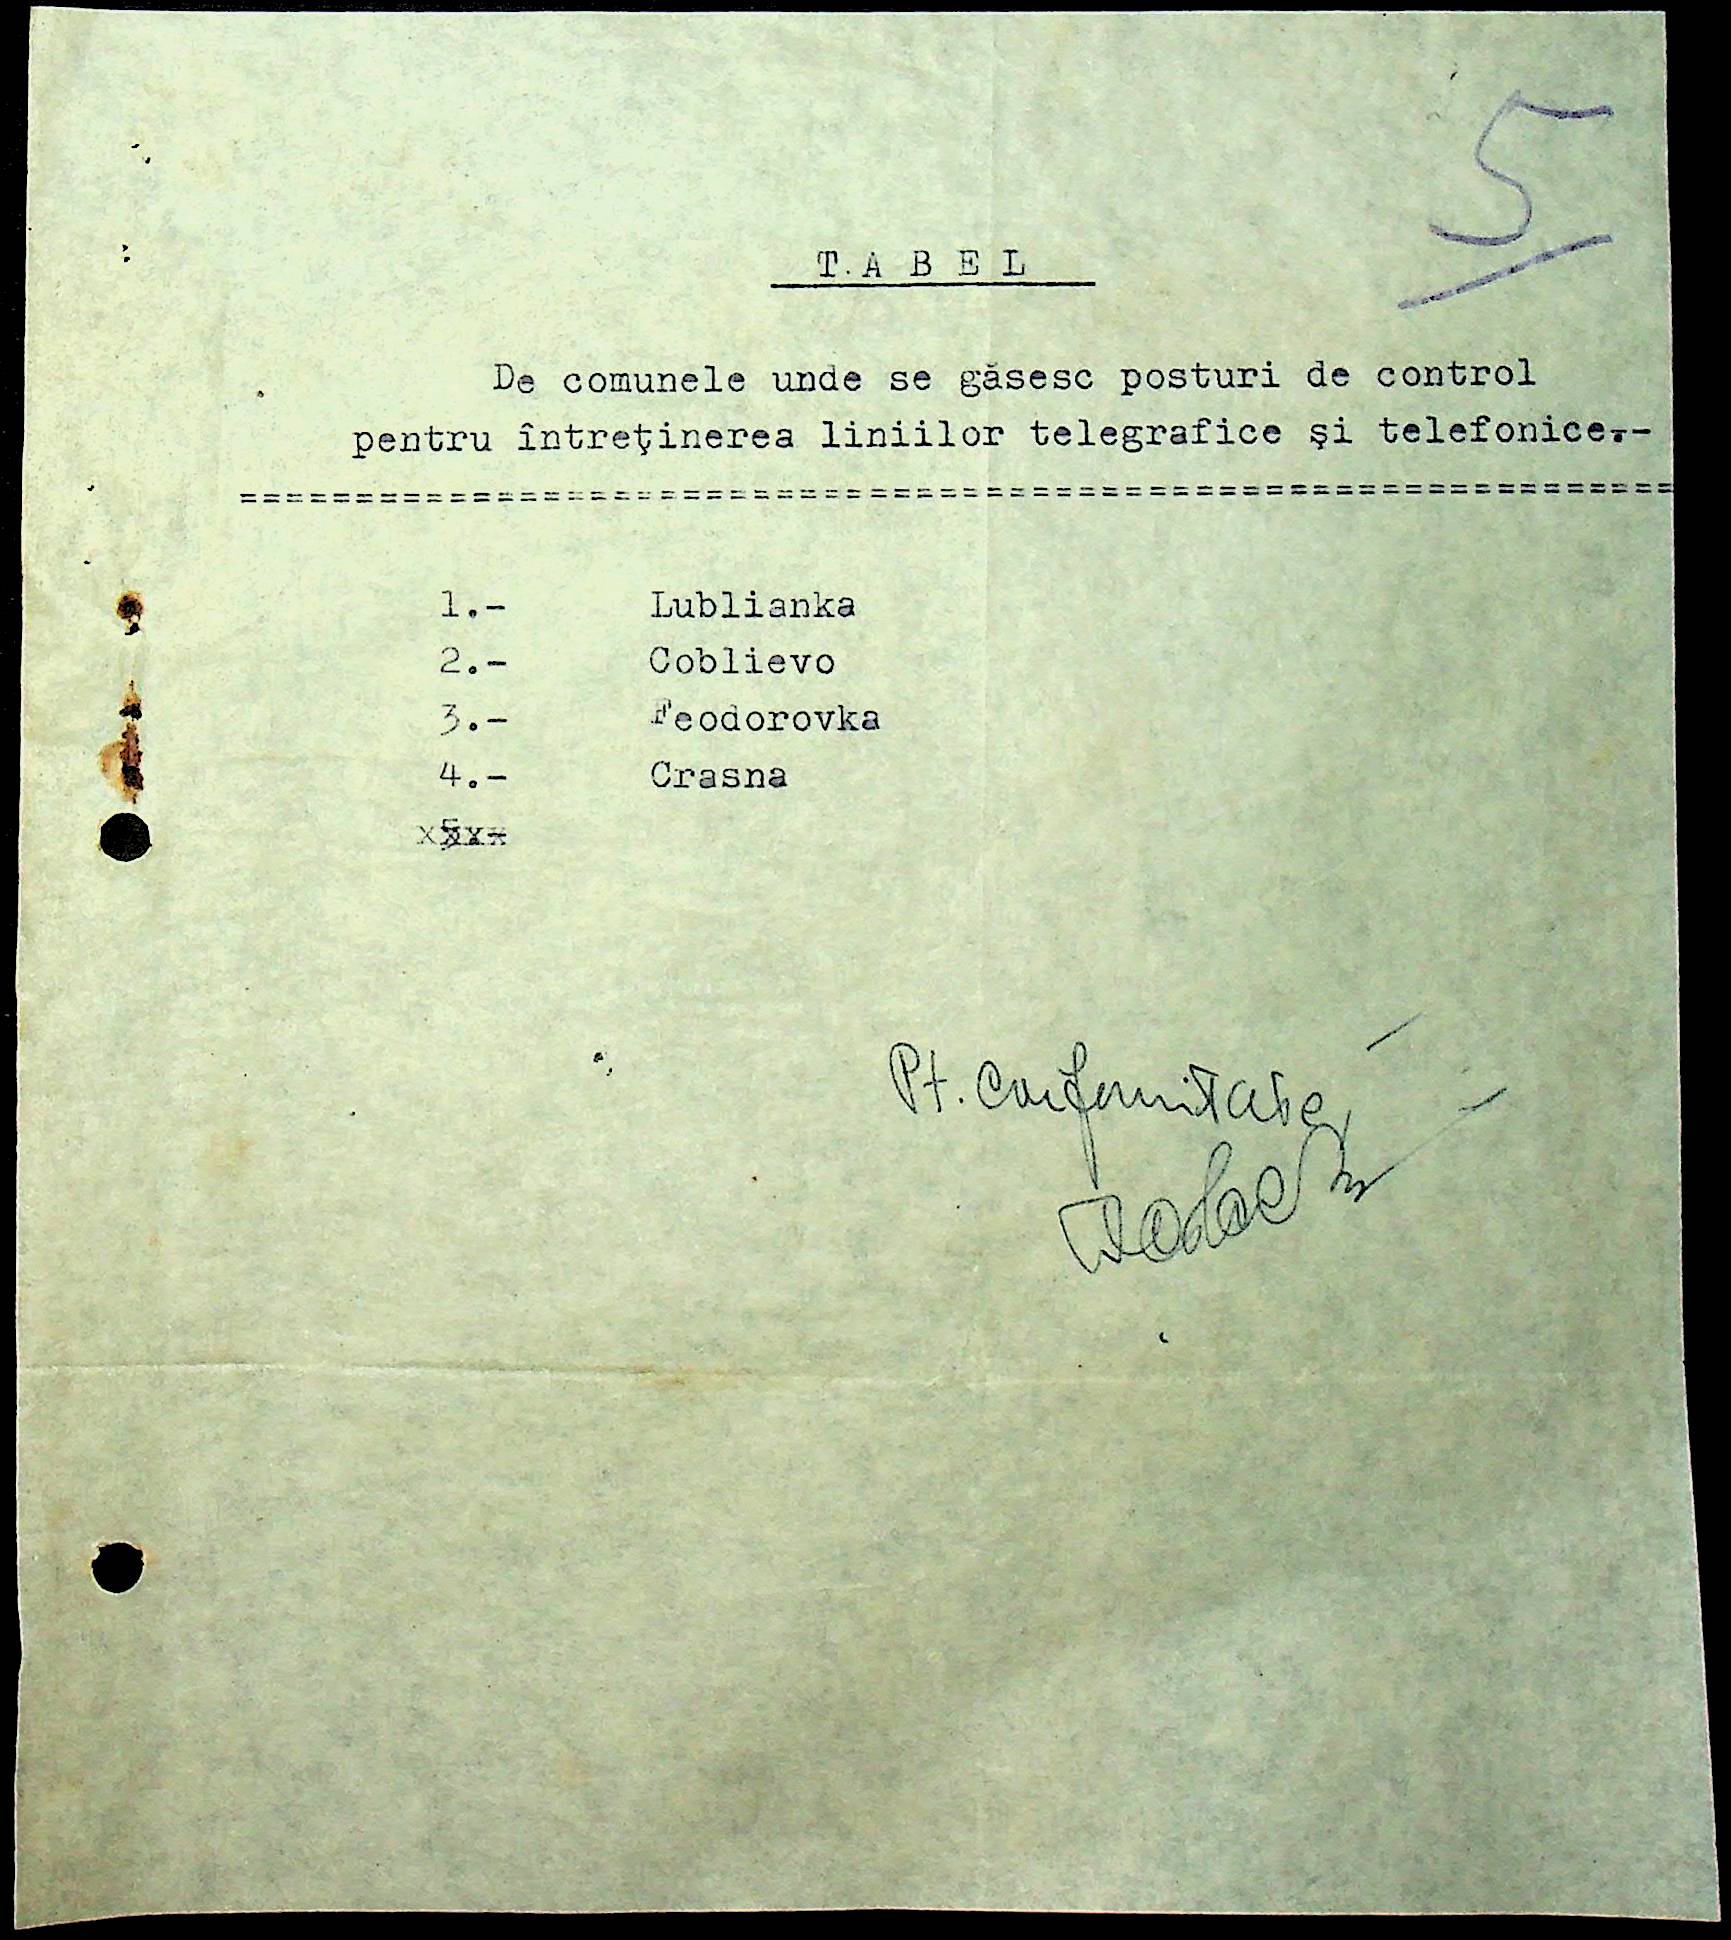 5
T.A B E L
De comunele unde se găsesc posturi de control
pentru întreţinerea liniilor telegrafice şi telefonice.-
==============================================================
1.- Lublianka
2.- Coblievo
3.- Feodorovka
4.- Crasna
x5x-
Pt. Conformitate,